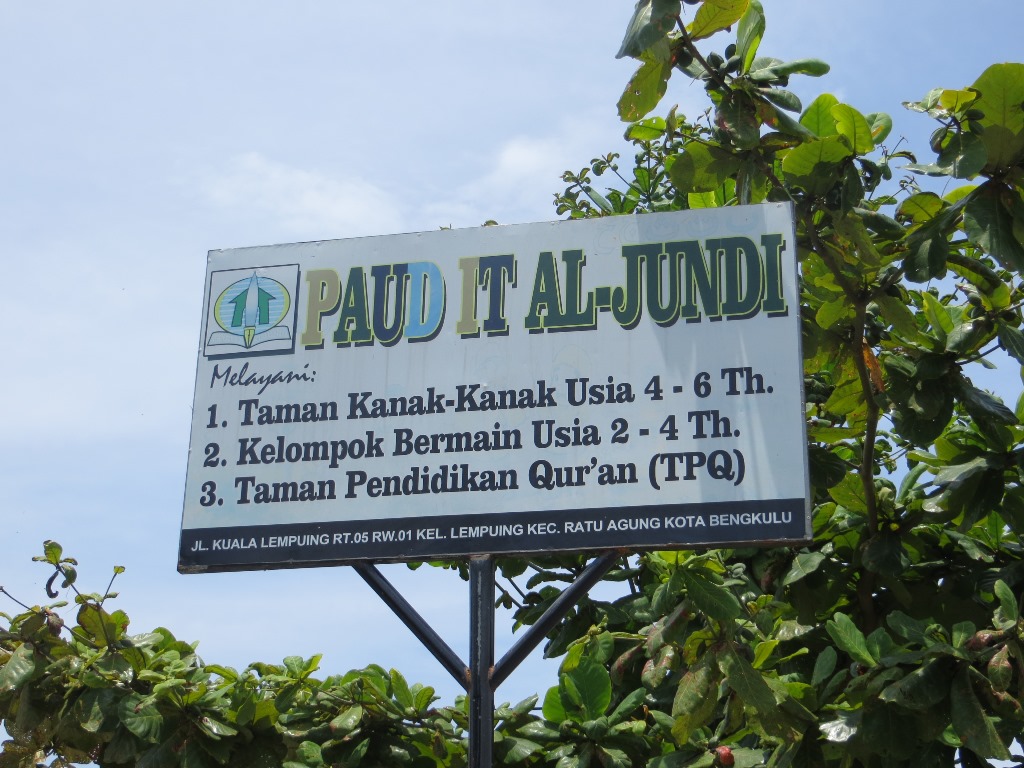 PAUD IT AL-JUNDI
Melayani:
1. Taman Kanak-Kanak Usia 4 - 6 Th.
2. Kelompok Bermain Usia 2 - 4 Th.
3. Taman Pendidikan Qur'an (TPQ)
JL. KUALA LEMPUING RT.05 RW.01 KEL. LEMPUING KEC. RATU AGUNG KOTA BENGKULU